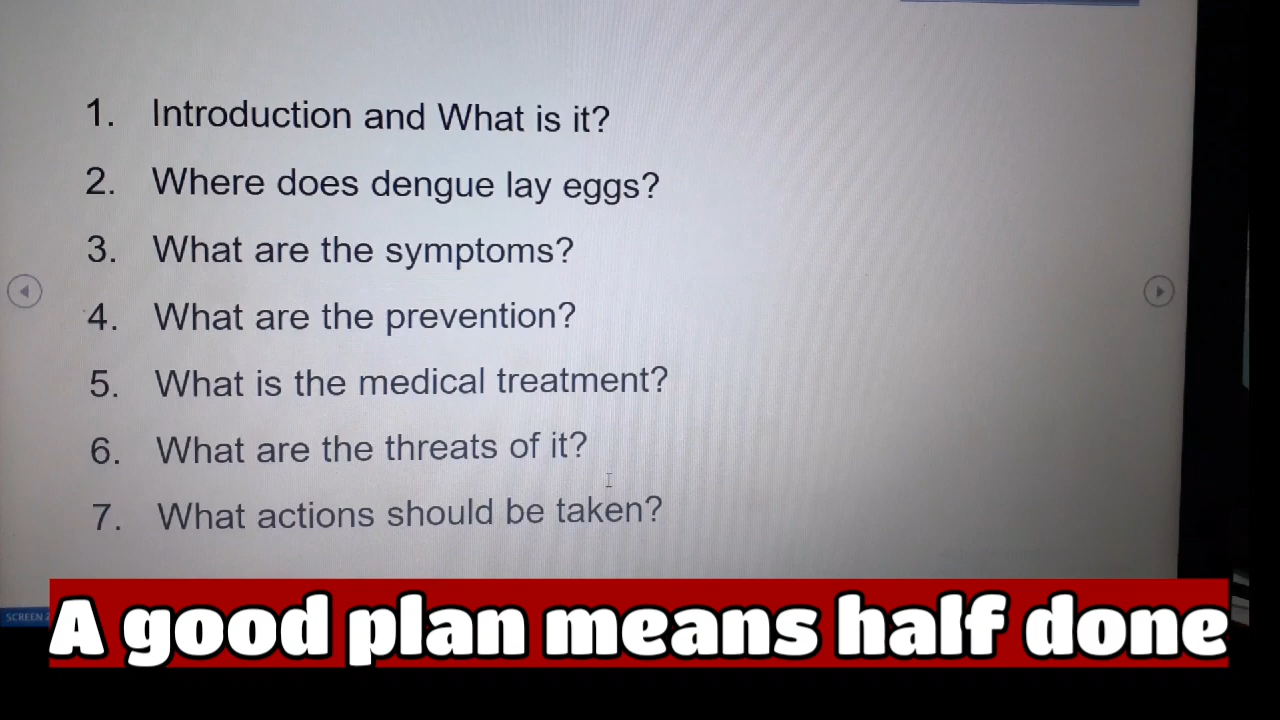 1. Introduction and What is it?
2. Where does dengue lay eggs?
3. What are the symptoms?
4. What are the prevention?
5. What is the medical treatment?
6. What are the threats of it?
7. What actions should be taken?
SCREEN
A good plan means half done